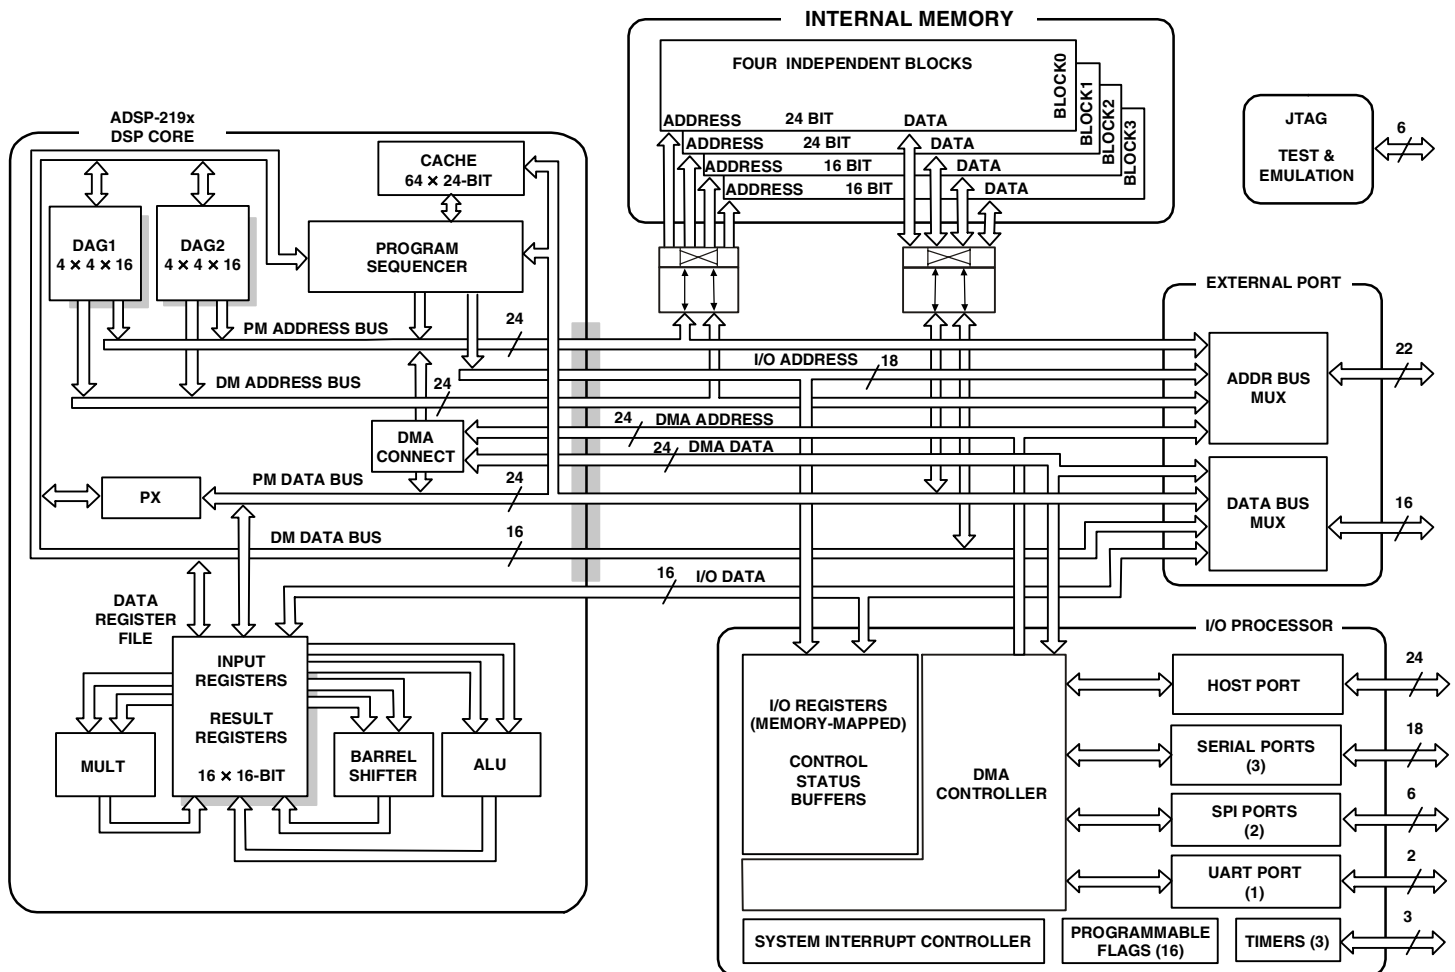 INTERNAL MEMORY
FOUR INDEPENDENT BLOCKS
BLOCK0
BLOCK1
BLOCK2
BLOCK3
ADDRESS 24 BIT DATA
ADDRESS 24 BIT DATA
ADDRESS 16 BIT DATA
ADDRESS 16 BIT DATA
JTAG
TEST &
EMULATION
6
ADSP-219x
DSP CORE
CACHE
64 × 24-BIT
DAG1
4 × 4 × 16
DAG2
4 × 4 × 16
PROGRAM
SEQUENCER
PM ADDRESS BUS
24
I/O ADDRESS
18
DM ADDRESS BUS
24
DMA
CONNECT
24
DMA ADDRESS
24
DMA DATA
PX
PM DATA BUS
24
DM DATA BUS
16
16
I/O DATA
EXTERNAL PORT
ADDR BUS
MUX
22
DATA BUS
MUX
16
DATA
REGISTER
FILE
INPUT
REGISTERS
RESULT
REGISTERS
16 × 16-BIT
MULT
BARREL
SHIFTER
ALU
I/O PROCESSOR
I/O REGISTERS
(MEMORY-MAPPED)
CONTROL
STATUS
BUFFERS
DMA
CONTROLLER
HOST PORT
24
SERIAL PORTS
(3)
18
SPI PORTS
(2)
6
UART PORT
(1)
2
SYSTEM INTERRUPT CONTROLLER
PROGRAMMABLE
FLAGS (16)
TIMERS (3)
3